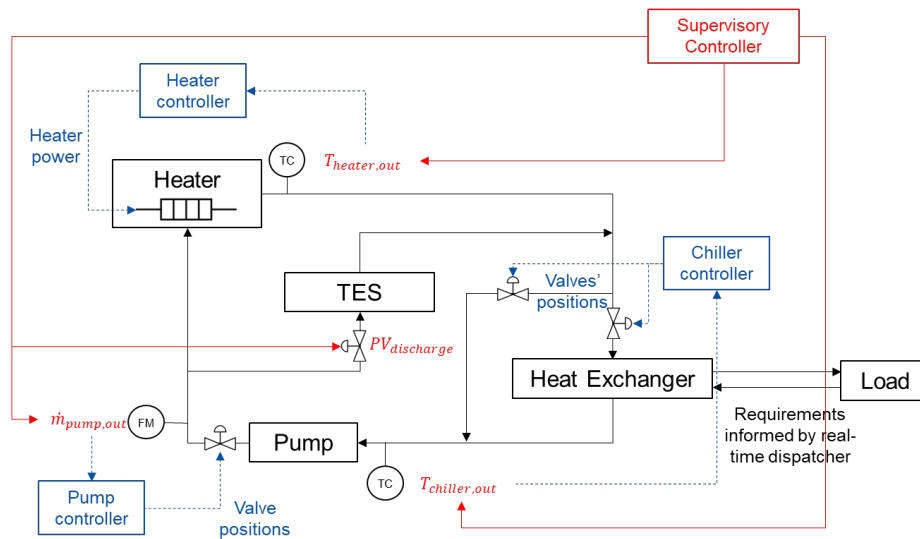 Supervisory
Controller
Heater
controller
Heater
power
TC
T_heater,out
Heater
Chiller
controller
Valves'
positions
TES
PV_discharge
Heat Exchanger
Load
Requirements
informed by real-
time dispatcher
ṁ_pump,out
FM
Pump
TC
T_chiller,out
Pump
controller
Valve
positions